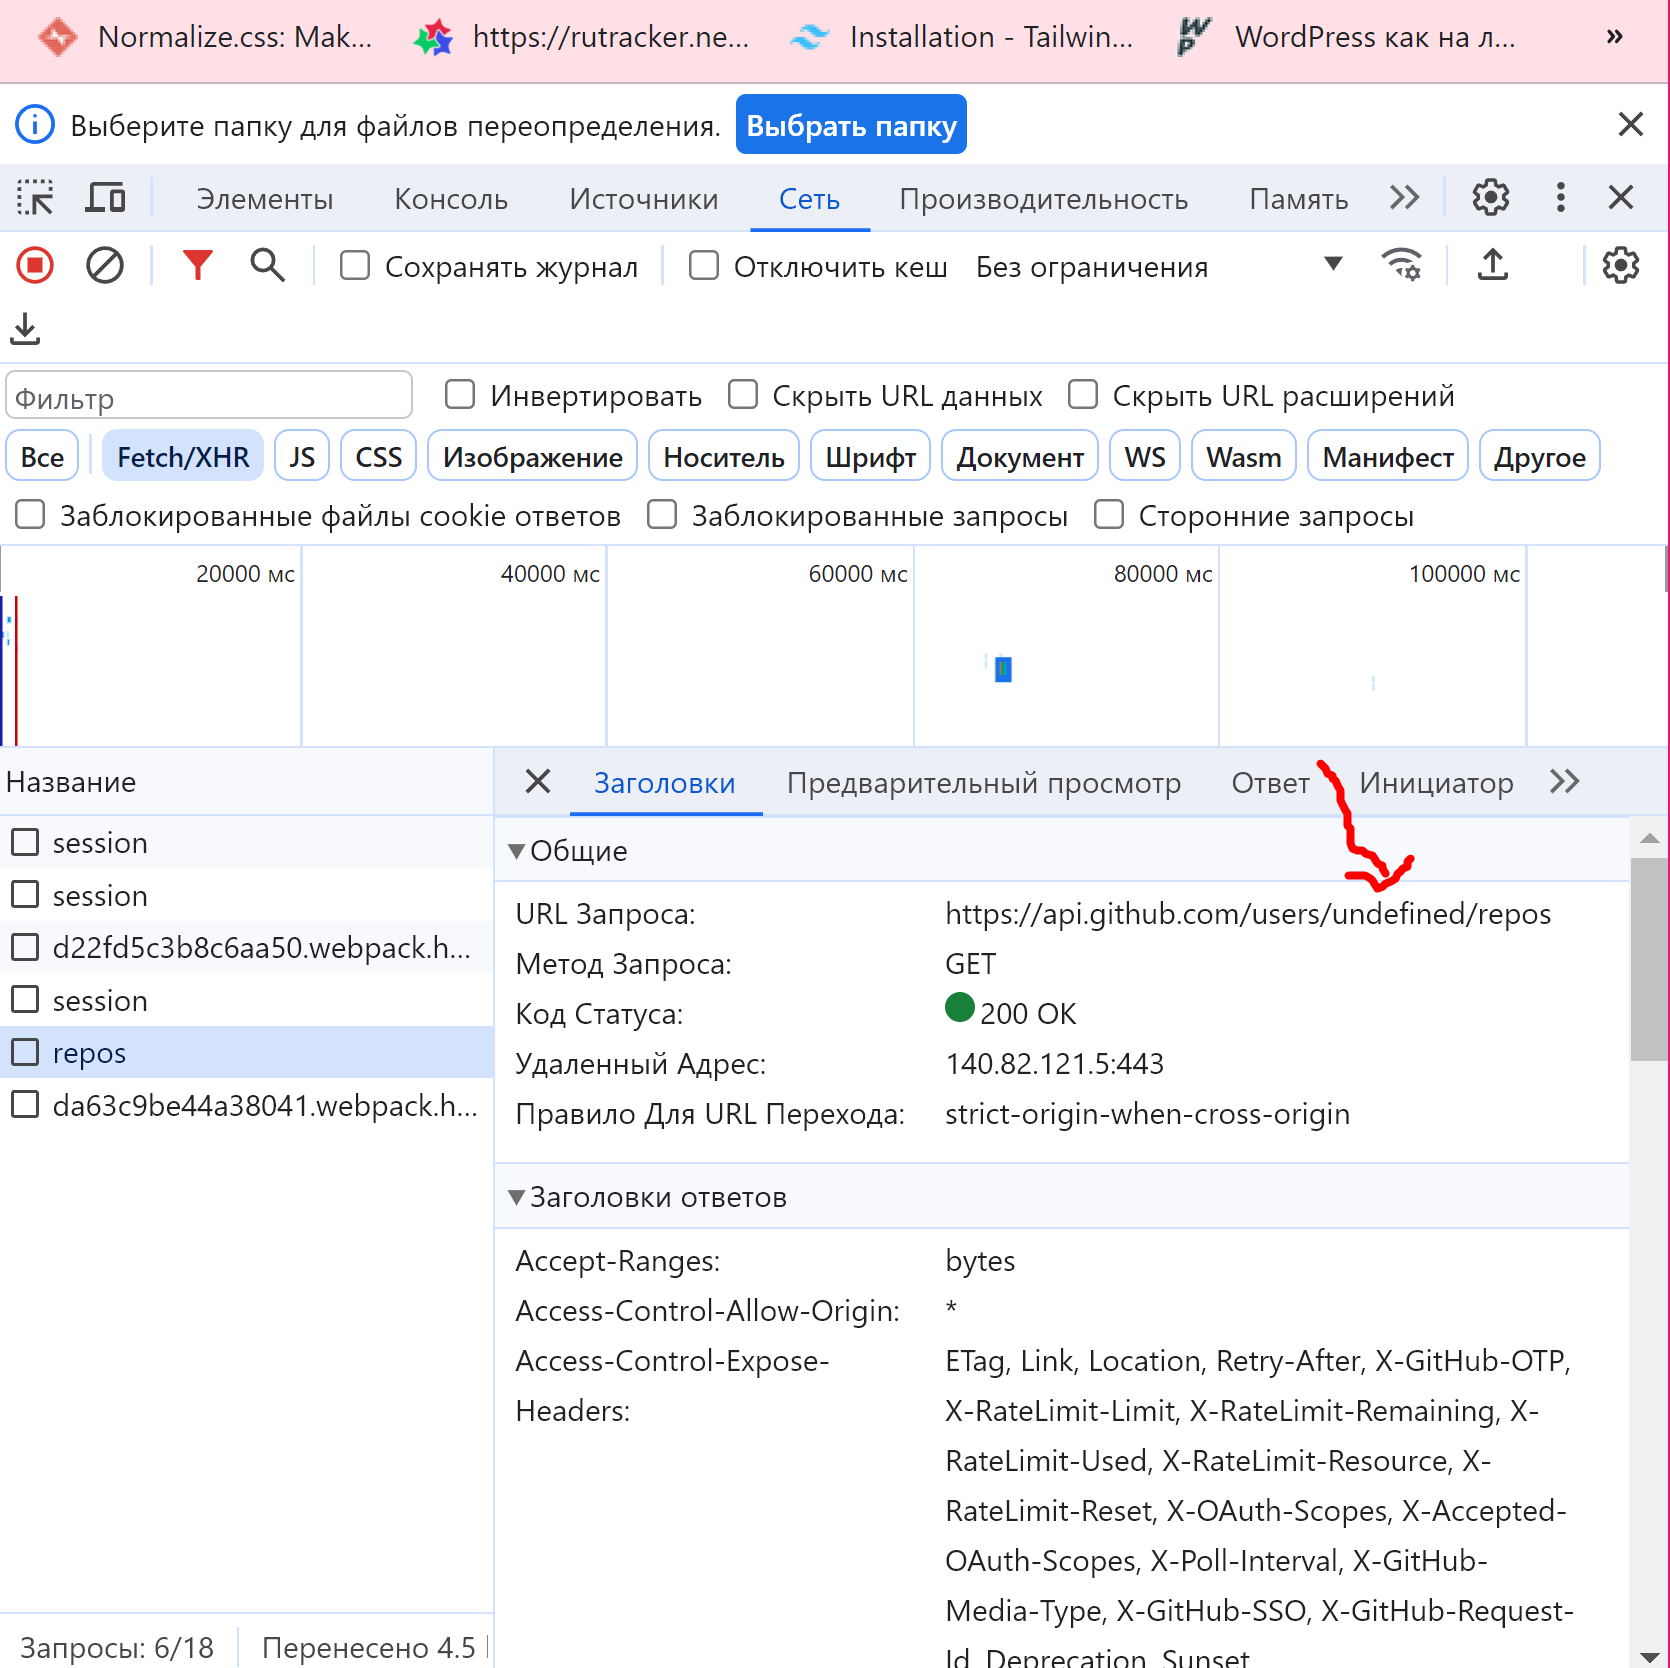 Normalize.css: Mak...
https://rutracker.ne...
Installation - Tailwin...
WordPress как на л...
»
Выберите папку для файлов переопределения.
Выбрать папку
Элементы
Консоль
Источники
Сеть
Производительность
Память
Сохранять журнал
Отключить кеш
Без ограничения
Фильтр
Инвертировать
Скрыть URL данных
Скрыть URL расширений
Все
Fetch/XHR
JS
CSS
Изображение
Носитель
Шрифт
Документ
WS
Wasm
Манифест
Другое
Заблокированные файлы cookie ответов
Заблокированные запросы
Сторонние запросы
20000 мс
40000 мс
60000 мс
80000 мс
100000 мс
Название
session
session
d22fd5c3b8c6aa50.webpack.h...
session
repos
da63c9be44a38041.webpack.h...
Заголовки
Предварительный просмотр
Ответ
Инициатор
Общие
URL Запроса: https://api.github.com/users/undefined/repos
Метод Запроса: GET
Код Статуса: 200 OK
Удаленный Адрес: 140.82.121.5:443
Правило Для URL Перехода: strict-origin-when-cross-origin
Заголовки ответов
Accept-Ranges: bytes
Access-Control-Allow-Origin: *
Access-Control-Expose-
Headers:
ETag, Link, Location, Retry-After, X-GitHub-OTP,
X-RateLimit-Limit, X-RateLimit-Remaining, X-
RateLimit-Used, X-RateLimit-Resource, X-
RateLimit-Reset, X-OAuth-Scopes, X-Accepted-
OAuth-Scopes, X-Poll-Interval, X-GitHub-
Media-Type, X-GitHub-SSO, X-GitHub-Request-
Id, Deprecation, Sunset
Запросы: 6/18
Перенесено 4.5